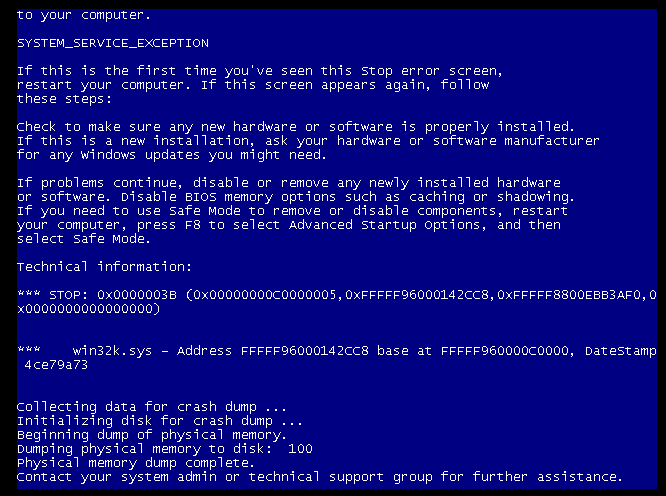 to your computer.
SYSTEM_SERVICE_EXCEPTION
If this is the first time you've seen this Stop error screen,
restart your computer. If this screen appears again, follow
these steps:
Check to make sure any new hardware or software is properly installed.
If this is a new installation, ask your hardware or software manufacturer
for any Windows updates you might need.
If problems continue, disable or remove any newly installed hardware
or software. Disable BIOS memory options such as caching or shadowing.
If you need to use Safe Mode to remove or disable components, restart
your computer, press F8 to select Advanced Startup Options, and then
select Safe Mode.
Technical information:
*** STOP: 0x0000003B (0x00000000C0000005,0xFFFFF96000142CC8,0xFFFFF8800EBB3AF0,0
x0000000000000000)
***    win32k.sys - Address FFFFF96000142CC8 base at FFFFF960000C0000, DateStamp
4ce79a73
Collecting data for crash dump ...
Initializing disk for crash dump ...
Beginning dump of physical memory.
Dumping physical memory to disk:  100
Physical memory dump complete.
Contact your system admin or technical support group for further assistance.